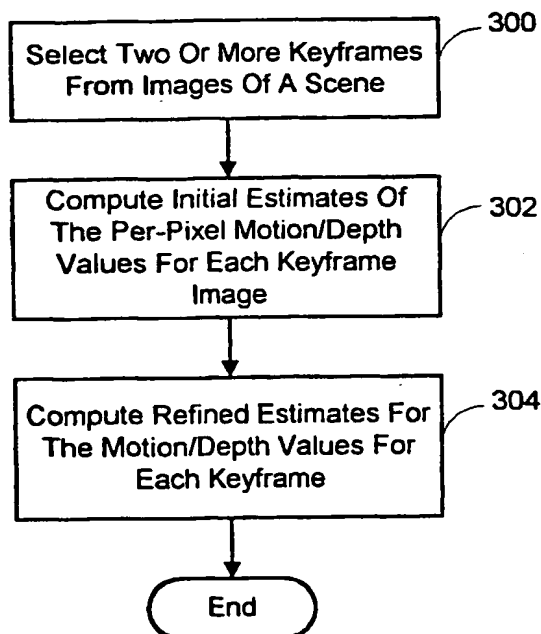 300
Select Two Or More Keyframes
From Images Of A Scene
302
Compute Initial Estimates Of
The Per-Pixel Motion/Depth
Values For Each Keyframe
Image
304
Compute Refined Estimates For
The Motion/Depth Values For
Each Keyframe
End